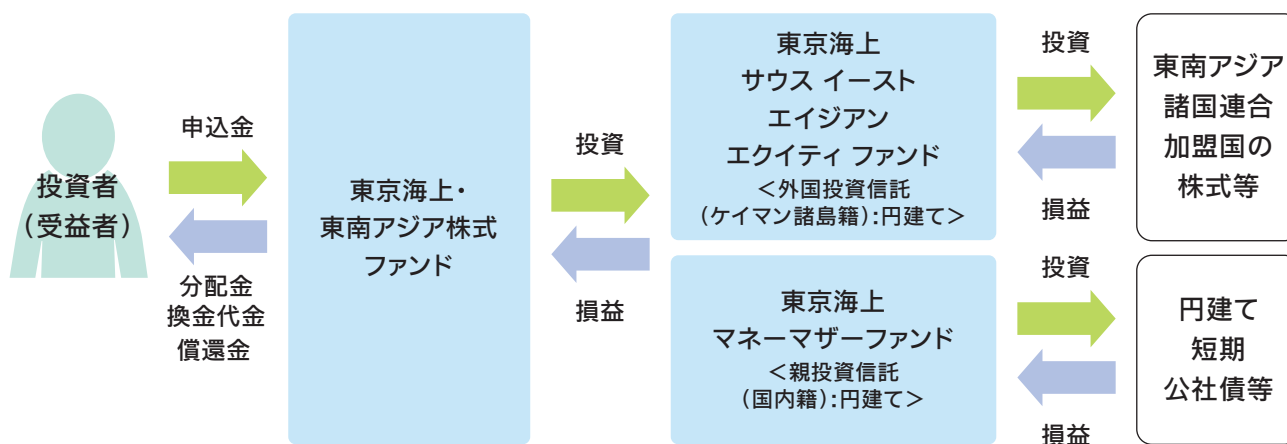 投資者
(受益者)
申込金
分配金
換金代金
償還金
東京海上・
東南アジア株式
ファンド
投資
損益
東京海上
サウス イースト
エイジアン
エクイティ ファンド
＜外国投資信託
(ケイマン諸島籍):円建て＞
投資
損益
東南アジア
諸国連合
加盟国の
株式等
東京海上
マネーマザーファンド
＜親投資信託
(国内籍):円建て＞
投資
損益
円建て
短期
公社債等